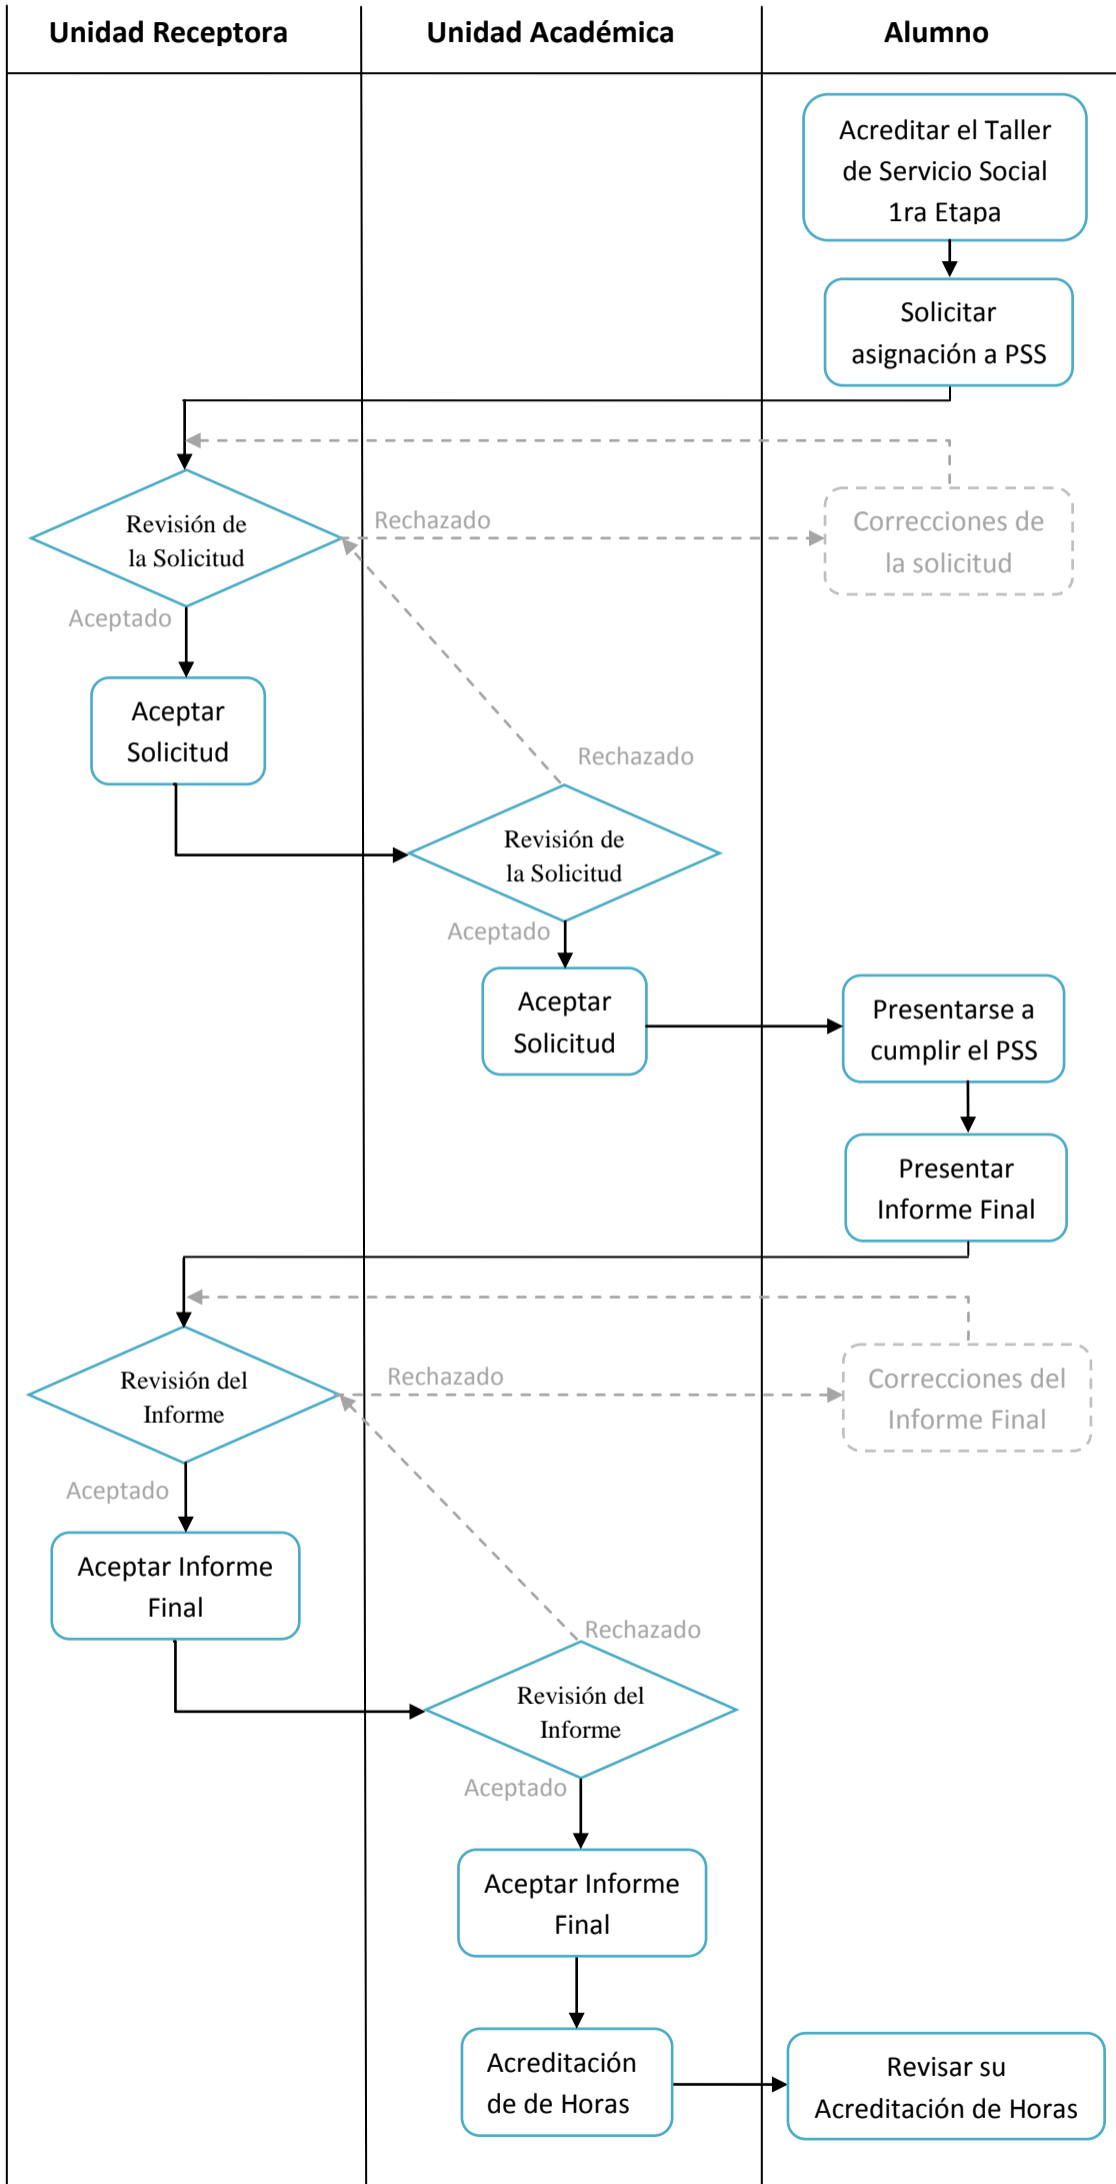 Unidad Receptora
Unidad Académica
Alumno
Acreditar el Taller
de Servicio Social
1ra Etapa
Solicitar
asignación a PSS
Revisión de
la Solicitud
Rechazado
Correcciones de
la solicitud
Aceptado
Aceptar
Solicitud
Rechazado
Revisión de
la Solicitud
Aceptado
Aceptar
Solicitud
Presentarse a
cumplir el PSS
Presentar
Informe Final
Revisión del
Informe
Rechazado
Correcciones del
Informe Final
Aceptado
Aceptar Informe
Final
Rechazado
Revisión del
Informe
Aceptado
Aceptar Informe
Final
Acreditación
de de Horas
Revisar su
Acreditación de Horas